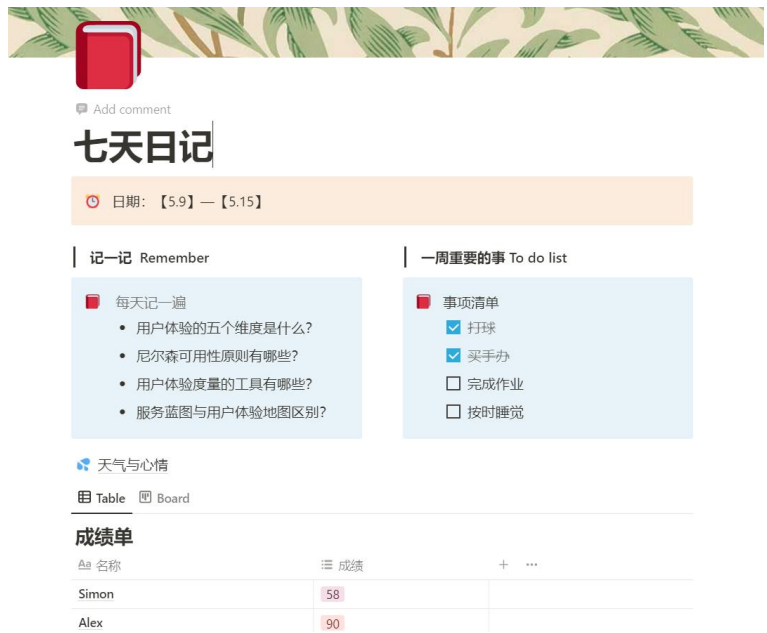 Add comment
七天日记
日期：【5.9】—【5.15】
记一记 Remember
每天记一遍
• 用户体验的五个维度是什么?
• 尼尔森可用性原则有哪些?
• 用户体验度量的工具有哪些?
• 服务蓝图与用户体验地图区别?
一周重要的事 To do list
事项清单
打球
买手办
完成作业
按时睡觉
天气与心情
Table Board
成绩单
Aa 名称 成绩
Simon 58
Alex 90